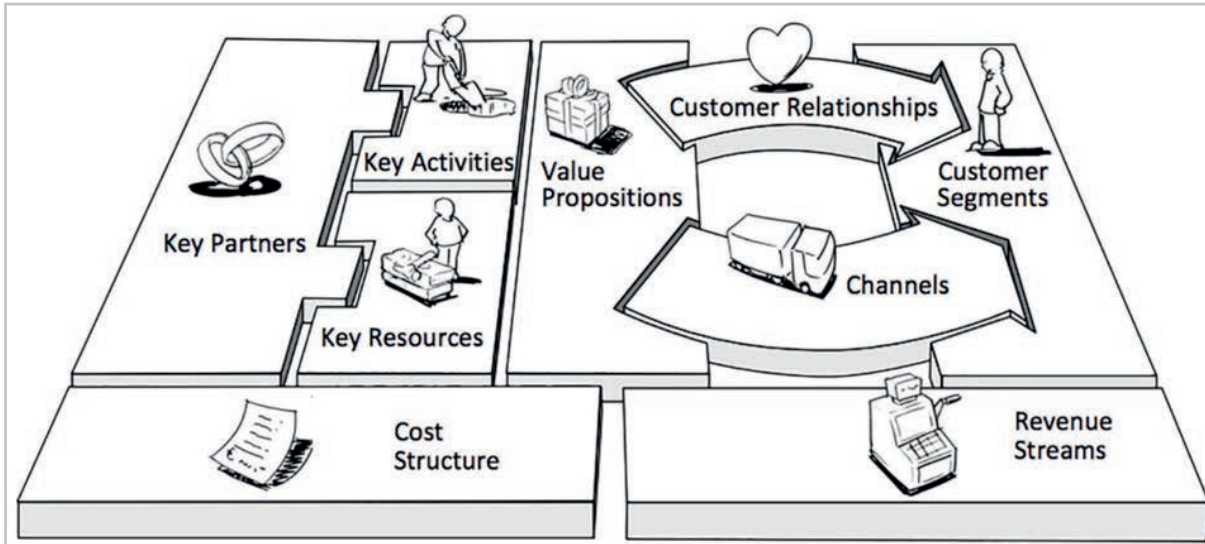 Key Partners
Key Activities
Key Resources
Value
Propositions
Customer Relationships
Channels
Customer
Segments
Cost
Structure
Revenue
Streams